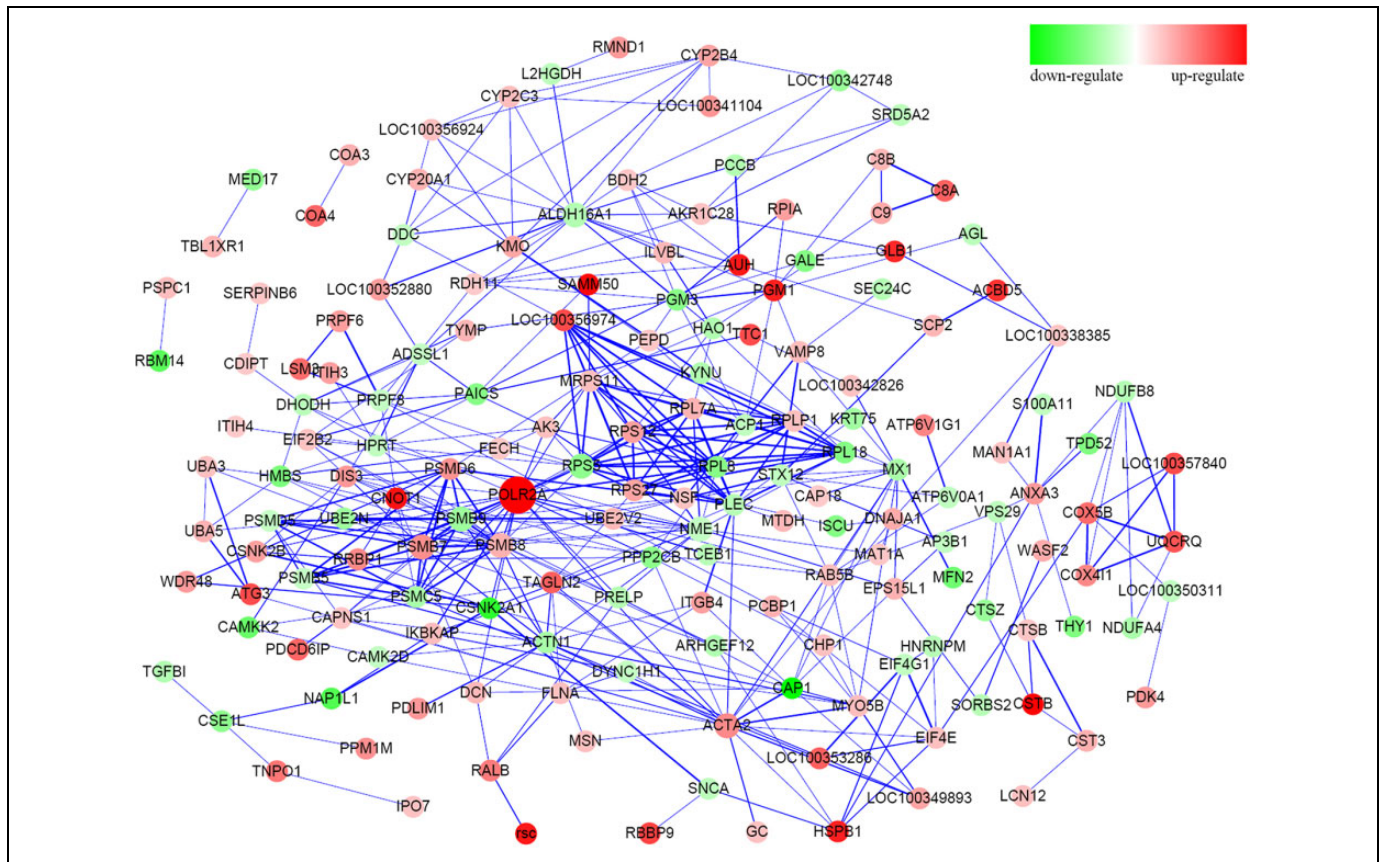 RMND1
CYP2B4
L2HGDH
LOC100342748
down-regulate up-regulate
CYP2C3
LOC100341104
SRD5A2
LOC100356924
COA3
C8B
PCCB
MED17
CYP20A1
BDH2
C8A
COA4
ALDH16A1
AKR1C28
RPIA
C9
DDC
AGL
TBL1XR1
KMO
ILVBL
GLB1
AUH
GALE
PSPC1
SERPINB6
LOC100352880
RDH11
SAMM50
PGM3
PGM1
SEC24C
ACBD5
PRPF6
LOC100356974
TYMP
HAO1
TTC1
SCP2
LOC100338385
RBM14
CDIPT
ADSSL1
PEPD
VAMP8
LSM3
ITIH3
KYNU
MRPS11
LOC100342826
NDUFB8
DHODH
PRPF8
PAICS
S100A11
RPL7A
ITIH4
EIF2B2
HPRT
AK3
RPS12
ACP1
RPLP1
KRT75
ATP6V1G1
FECH
TPD52
MAN1A1
UBA3
HMBS
DIS3
PSMD6
RPS3
RPL6
STX12
RPL18
MX1
LOC100357840
CNOT1
POLR2A
RPS27
NSF
PLEC
CAP18
ATP6V0A1
ANXA3
COX5B
UBA5
PSMD5
UBE2N
PSMB9
UBE2V2
NME1
MTDH
ISCU
DNAJA1
VPS29
CSNK2B
RRBP1
PSMB7
PSMB8
PPP2CB
TCEB1
MAT1A
AP3B1
WASF2
UQCRQ
WDR48
PSMB5
TAGLN2
RAB5B
EPS15L1
MFN2
COX4I1
ATG3
PSMC5
CSNK2A1
PRELP
ITGB4
PCBP1
CTSZ
LOC100350311
CAMKK2
CAPNS1
IKBKAP
ACTN1
THY1
NDUFA4
PDCD6IP
CTSB
CAMK2D
ARHGEF12
CHP1
HNRNPM
EIF4G1
TGFBI
DYNC1H1
NAP1L1
DCN
FLNA
CAP1
MYO5B
SORBS2
CSTB
PDK4
PDLIM1
CSE1L
ACTA2
EIF4E
CST3
PPM1M
MSN
LOC100353286
TNPO1
RALB
SNCA
LOC100349893
LCN12
IPO7
rsc
RBBP9
GC
HSPB1